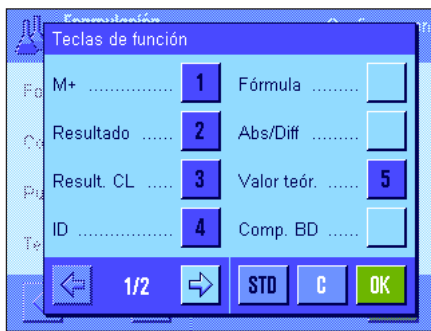 Formulación
Teclas de función
M+ ............... 1
Fórmula .........
Resultado ...... 2
Abs/Diff .........
Result. CL ..... 3
Valor teór. ...... 5
ID ................... 4
Comp. BD ......
1/2
STD
C
OK